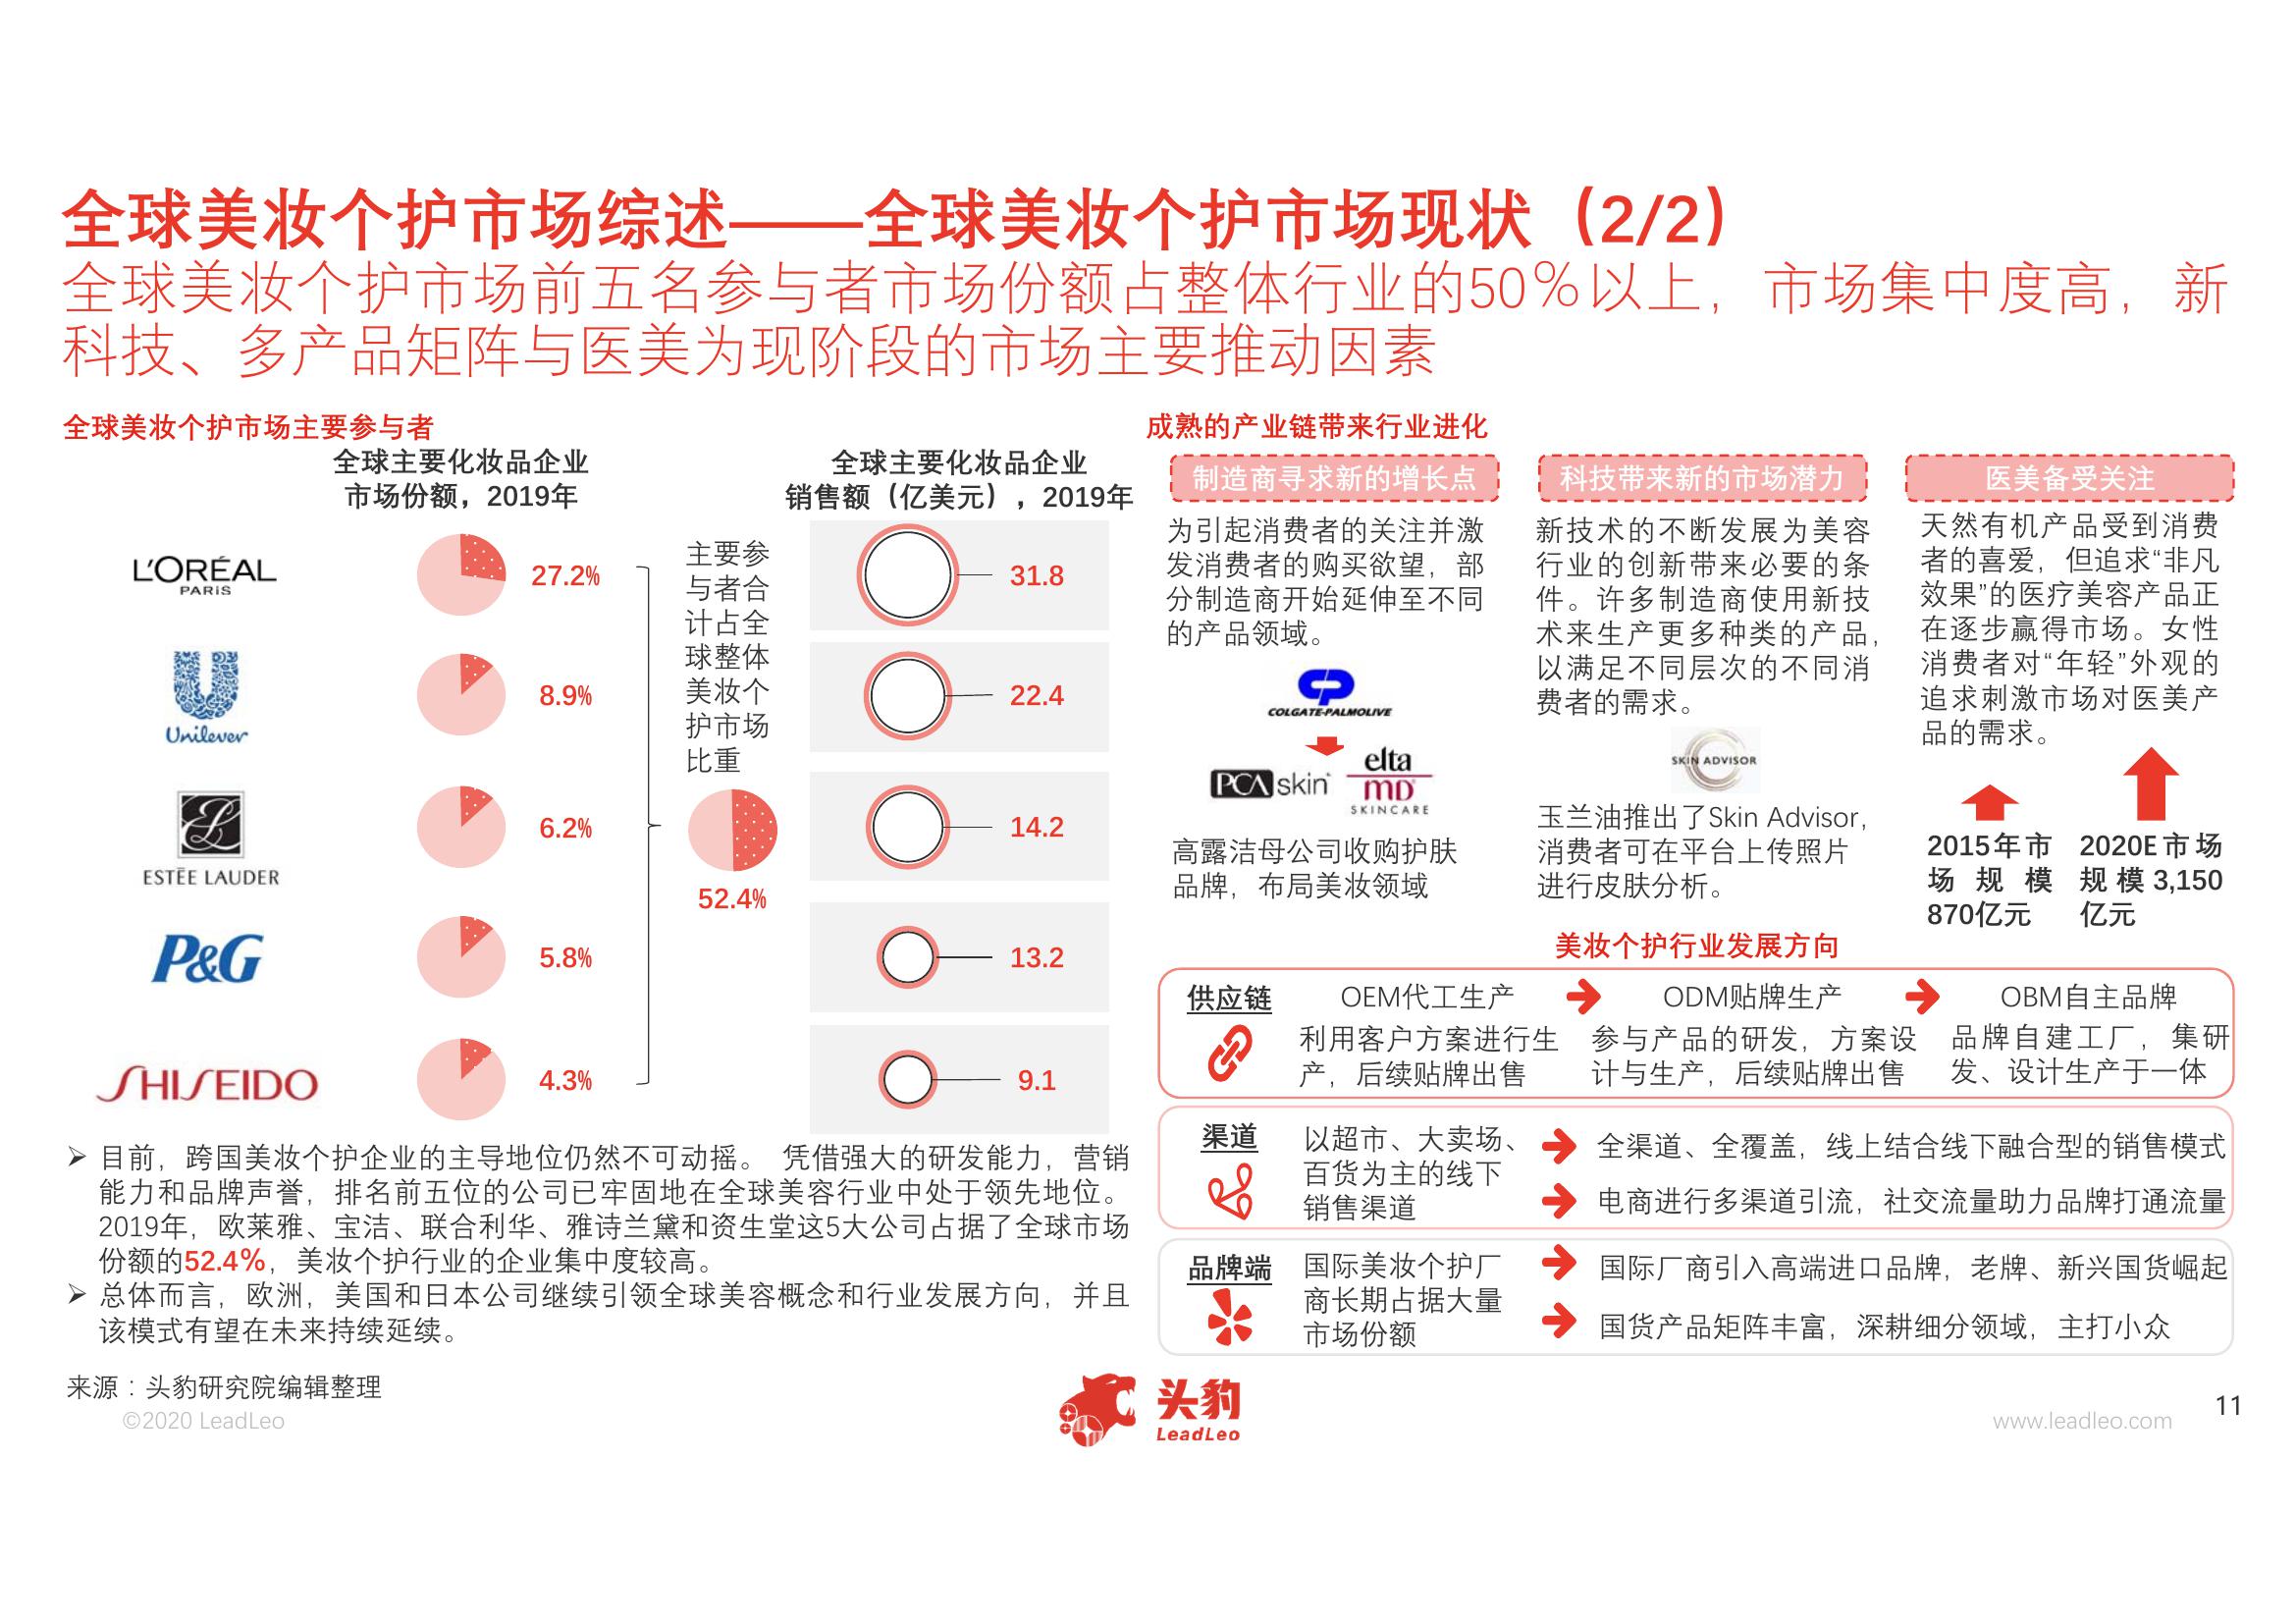 全球美妆个护市场综述——全球美妆个护市场现状（2/2）
全球美妆个护市场前五名参与者市场份额占整体行业的50%以上，市场集中度高，新
科技、多产品矩阵与医美为现阶段的市场主要推动因素
全球美妆个护市场主要参与者
全球主要化妆品企业
市场份额，2019年
全球主要化妆品企业
销售额（亿美元），2019年
L'ORÉAL
PARIS
27.2%
31.8
Unilever
8.9%
22.4
ESTĒE LAUDER
6.2%
14.2
P&G
5.8%
13.2
SHISEIDO
4.3%
9.1
主要参
与者合
计占全
球整体
美妆个
护市场
比重
52.4%
➢ 目前，跨国美妆个护企业的主导地位仍然不可动摇。 凭借强大的研发能力，营销
能力和品牌声誉，排名前五位的公司已牢固地在全球美容行业中处于领先地位。
2019年，欧莱雅、宝洁、联合利华、雅诗兰黛和资生堂这5大公司占据了全球市场
份额的52.4%，美妆个护行业的企业集中度较高。
➢ 总体而言，欧洲，美国和日本公司继续引领全球美容概念和行业发展方向，并且
该模式有望在未来持续延续。
成熟的产业链带来行业进化
制造商寻求新的增长点
为引起消费者的关注并激
发消费者的购买欲望，部
分制造商开始延伸至不同
的产品领域。
CP
COLGATE-PALMOLIVE
PCA skin
elta
MD
SKINCARE
高露洁母公司收购护肤
品牌，布局美妆领域
科技带来新的市场潜力
新技术的不断发展为美容
行业的创新带来必要的条
件。许多制造商使用新技
术来生产更多种类的产品，
以满足不同层次的不同消
费者的需求。
SKIN ADVISOR
玉兰油推出了Skin Advisor，
消费者可在平台上传照片
进行皮肤分析。
医美备受关注
天然有机产品受到消费
者的喜爱，但追求“非凡
效果”的医疗美容产品正
在逐步赢得市场。女性
消费者对“年轻”外观的
追求刺激市场对医美产
品的需求。
2015年市
场规模
870亿元
2020E市场
规模3,150
亿元
美妆个护行业发展方向
供应链
OEM代工生产
利用客户方案进行生
产，后续贴牌出售
ODM贴牌生产
参与产品的研发，方案设
计与生产，后续贴牌出售
OBM自主品牌
品牌自建工厂，集研
发、设计生产于一体
渠道
以超市、大卖场、
百货为主的线下
销售渠道
全渠道、全覆盖，线上结合线下融合型的销售模式
电商进行多渠道引流，社交流量助力品牌打通流量
品牌端
国际美妆个护厂
商长期占据大量
市场份额
国际厂商引入高端进口品牌，老牌、新兴国货崛起
国货产品矩阵丰富，深耕细分领域，主打小众
来源：头豹研究院编辑整理
©2020 LeadLeo
头豹
LeadLeo
www.leadleo.com
11